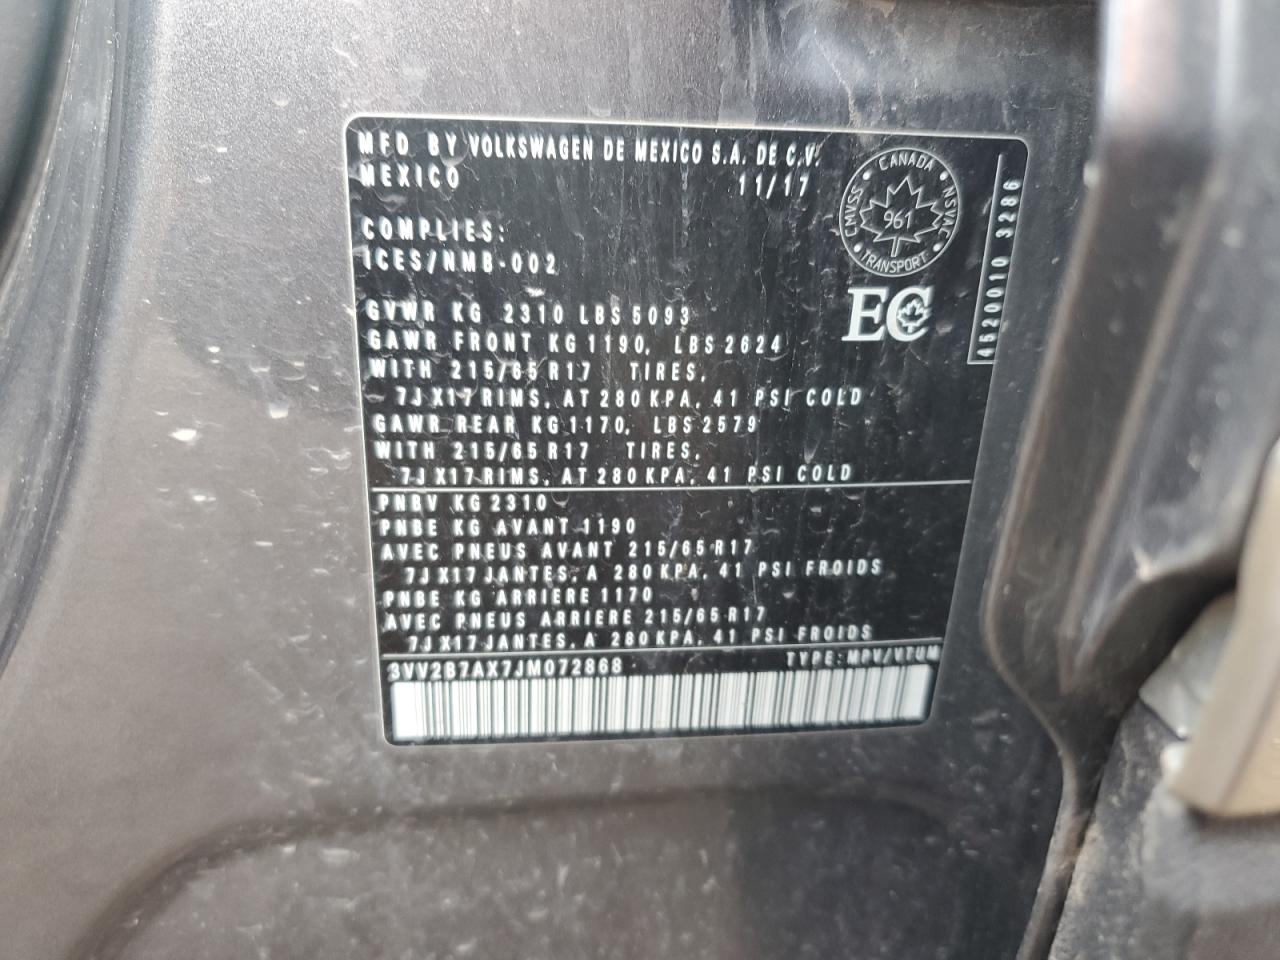 MFD BY VOLKSWAGEN DE MEXICO S.A. DE C.V.
MEXICO 11/17
CANADA
CMVSS
NSVAC
961
TRANSPORT
COMPLIES:
ICES/NMB-002
EC
4520010 3286
GVWR KG 2310 LBS 5093
GAWR FRONT KG 1190, LBS 2624
WITH 215/65 R17 TIRES,
7J X17 RIMS, AT 280 KPA, 41 PSI COLD
GAWR REAR KG 1170, LBS 2579
WITH 215/65 R17 TIRES,
7J X17 RIMS, AT 280 KPA, 41 PSI COLD
PNBV KG 2310
PNBE KG AVANT 1190
AVEC PNEUS AVANT 215/65 R17
7J X17 JANTES, A 280 KPA, 41 PSI FROIDS
PNBE KG ARRIERE 1170
AVEC PNEUS ARRIERE 215/65 R17
7J X17 JANTES, A 280 KPA, 41 PSI FROIDS
3VV2B7AX7JM072868 TYPE: MPV/VTUM